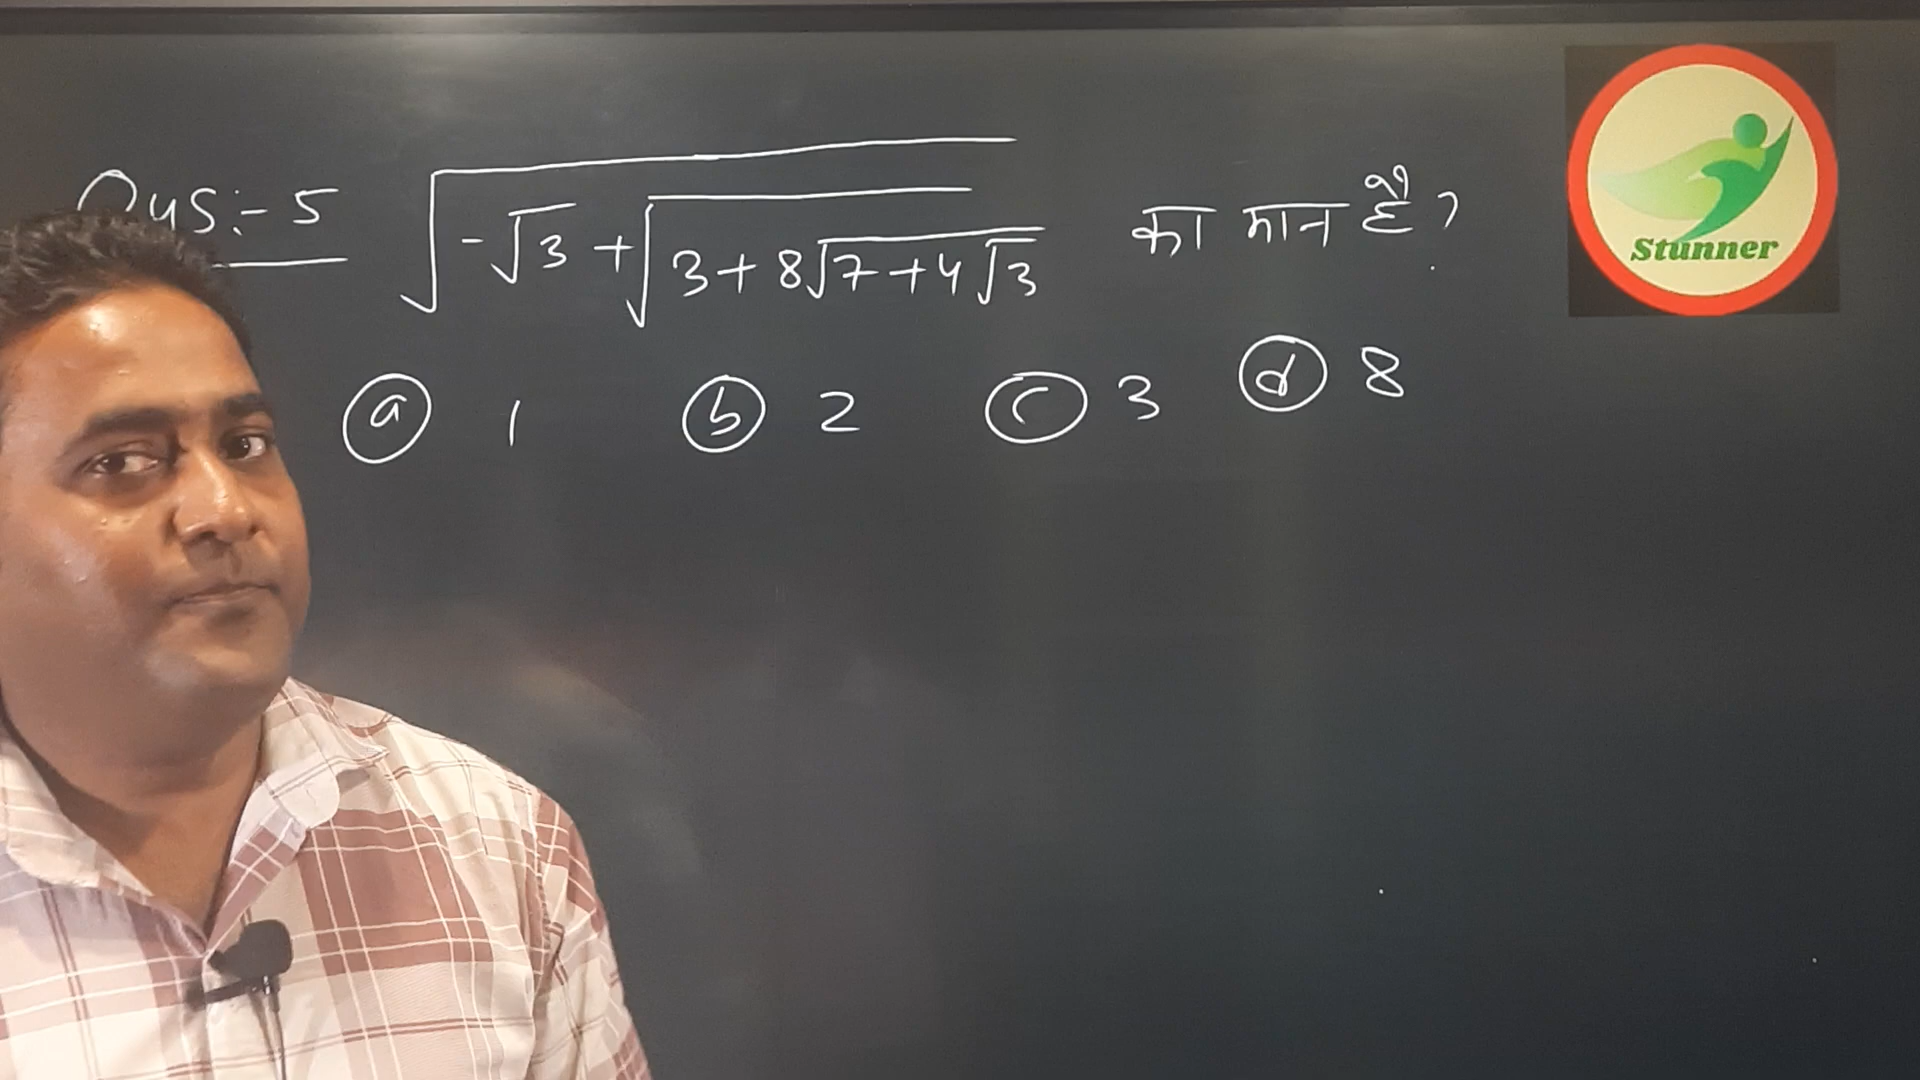 Qus:- 5 √(-√3 + √(3 + 8√(7 + 4√3))) का मान है ?
Stunner
(a) 1 (b) 2 (c) 3 (d) 8